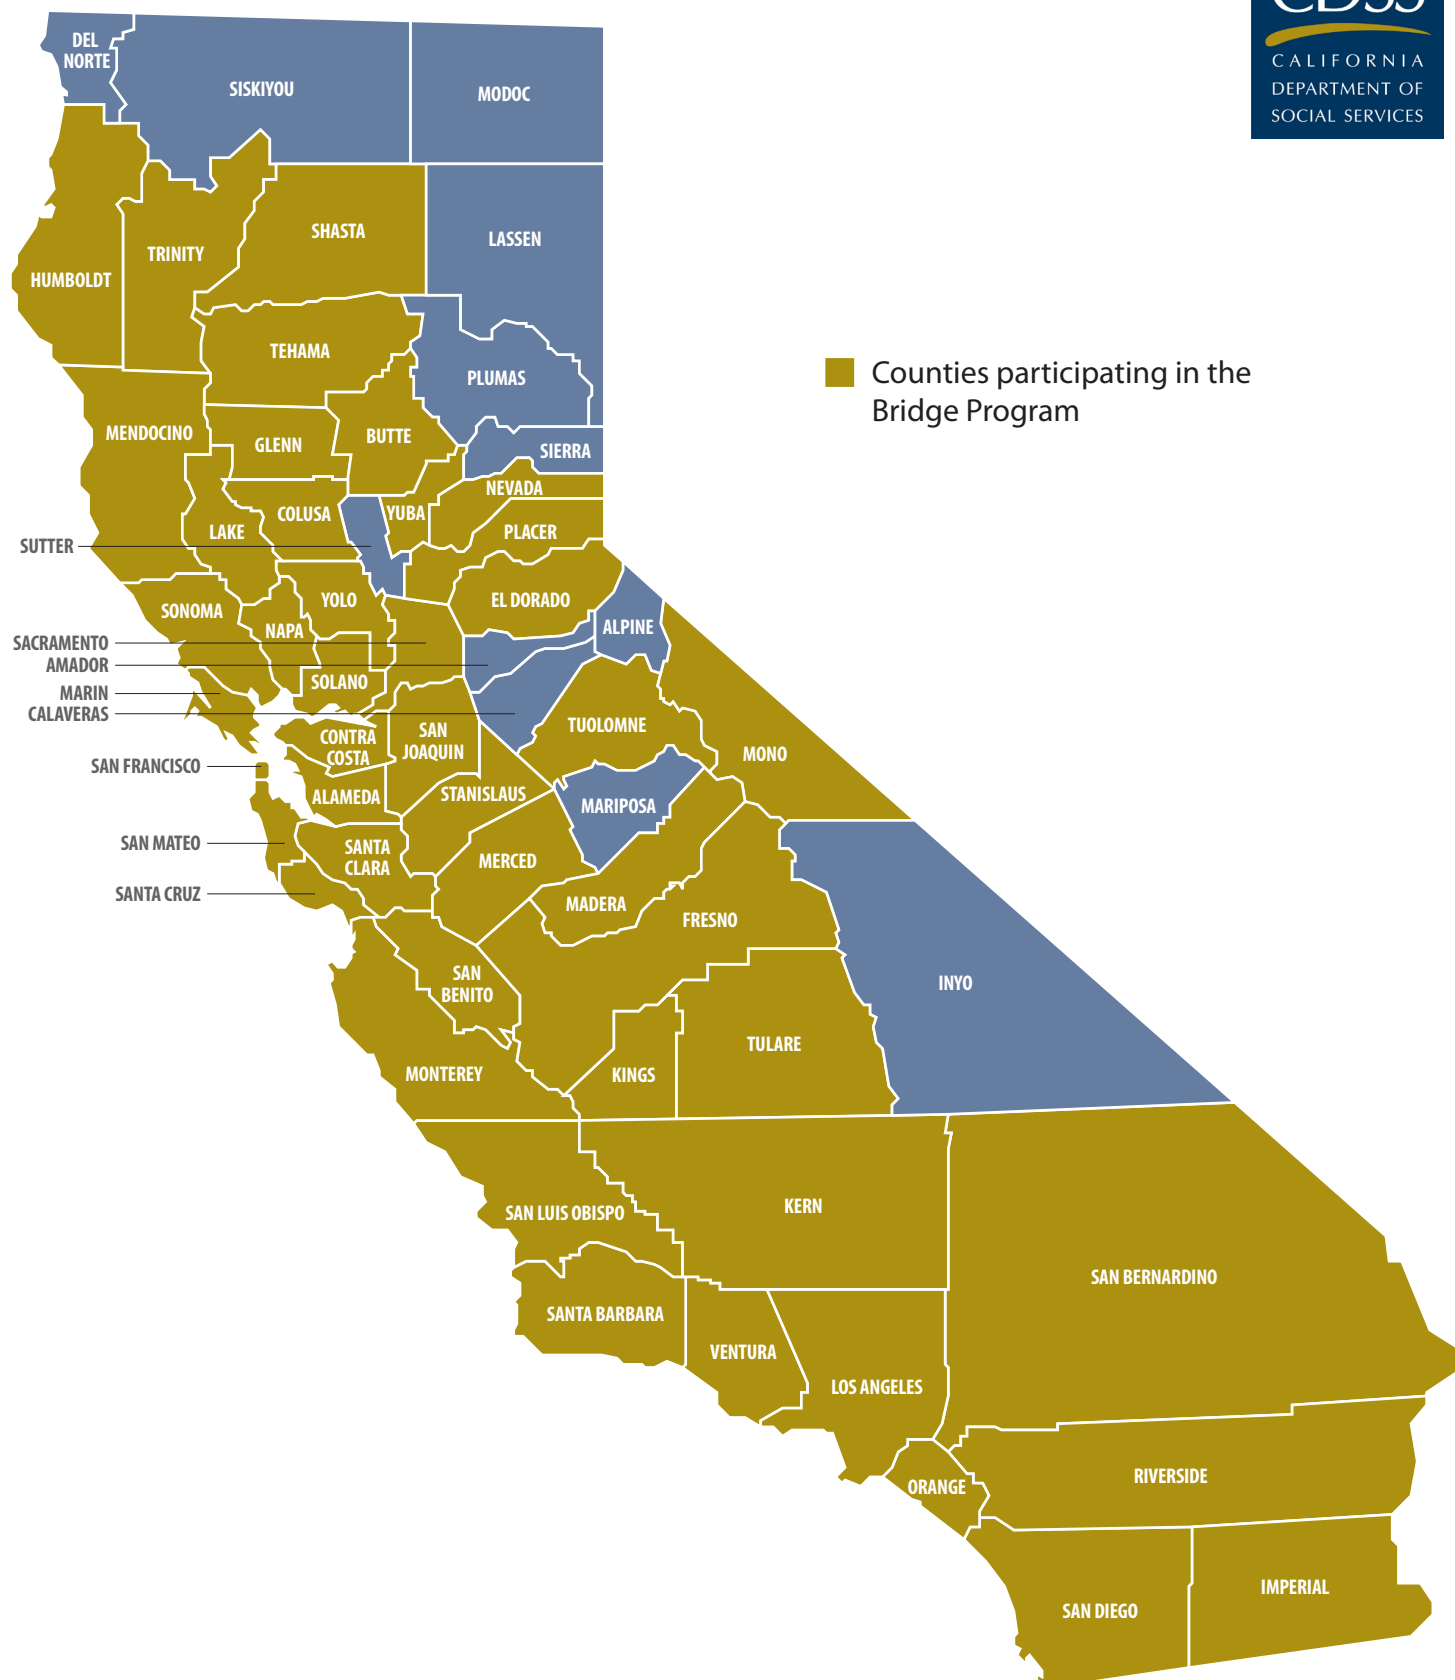 CDSS
CALIFORNIA
DEPARTMENT OF
SOCIAL SERVICES
DEL
NORTE
SISKIYOU
MODOC
SHASTA
LASSEN
TRINITY
HUMBOLDT
TEHAMA
PLUMAS
Counties participating in the
Bridge Program
MENDOCINO
GLENN
BUTTE
SIERRA
NEVADA
COLUSA
YUBA
LAKE
PLACER
SUTTER
YOLO
EL DORADO
SONOMA
NAPA
ALPINE
SACRAMENTO
AMADOR
SOLANO
MARIN
CALAVERAS
TUOLOMNE
SAN
JOAQUIN
CONTRA
COSTA
MONO
SAN FRANCISCO
ALAMEDA
STANISLAUS
MARIPOSA
SAN MATEO
SANTA
CLARA
MERCED
SANTA CRUZ
MADERA
FRESNO
SAN
BENITO
INYO
TULARE
MONTEREY
KINGS
KERN
SAN LUIS OBISPO
SAN BERNARDINO
SANTA BARBARA
VENTURA
LOS ANGELES
RIVERSIDE
ORANGE
IMPERIAL
SAN DIEGO